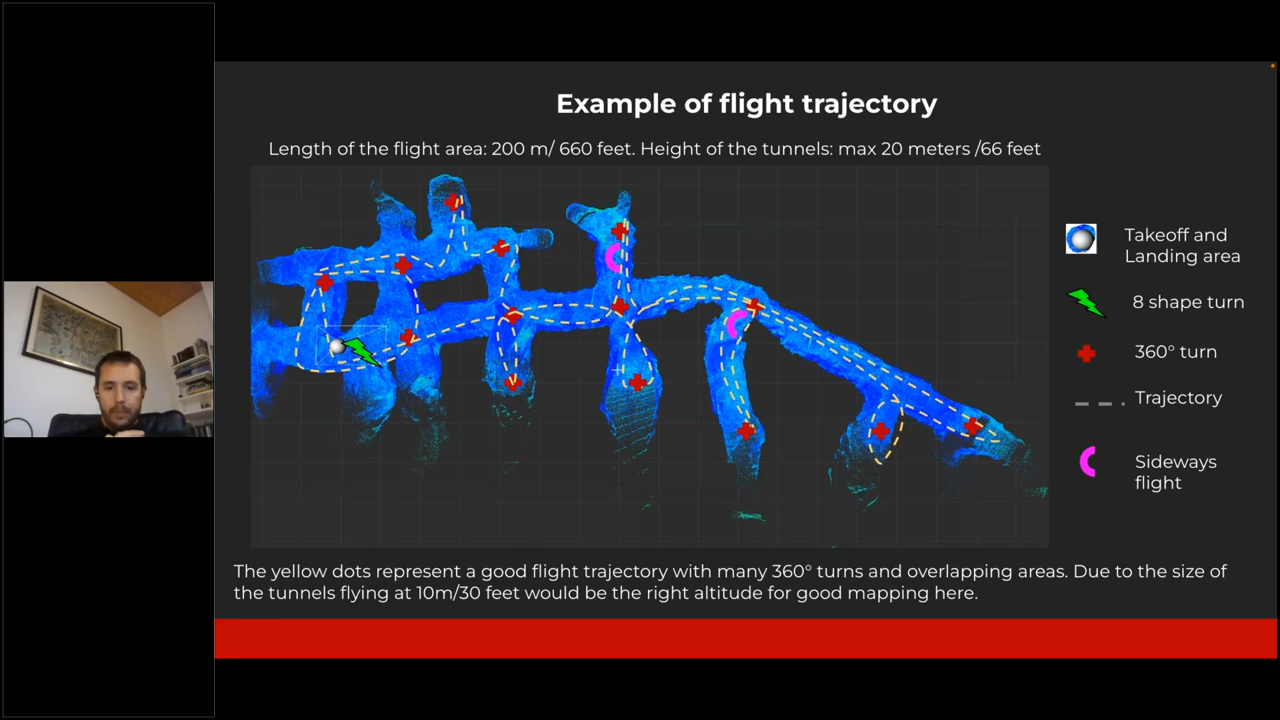 Example of flight trajectory
Length of the flight area: 200 m/ 660 feet. Height of the tunnels: max 20 meters /66 feet
Takeoff and
Landing area
8 shape turn
360° turn
Trajectory
Sideways
flight
The yellow dots represent a good flight trajectory with many 360° turns and overlapping areas. Due to the size of
the tunnels flying at 10m/30 feet would be the right altitude for good mapping here.